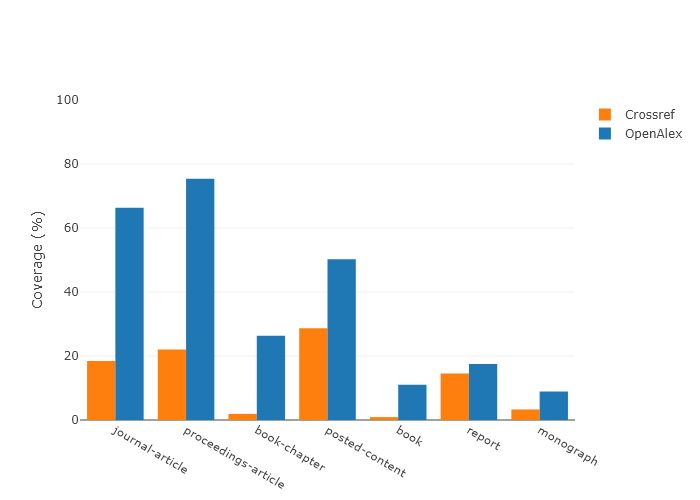 100
80
60
40
20
0
Coverage (%)
journal-article
proceedings-article
book-chapter
posted-content
book
report
monograph
Crossref
OpenAlex